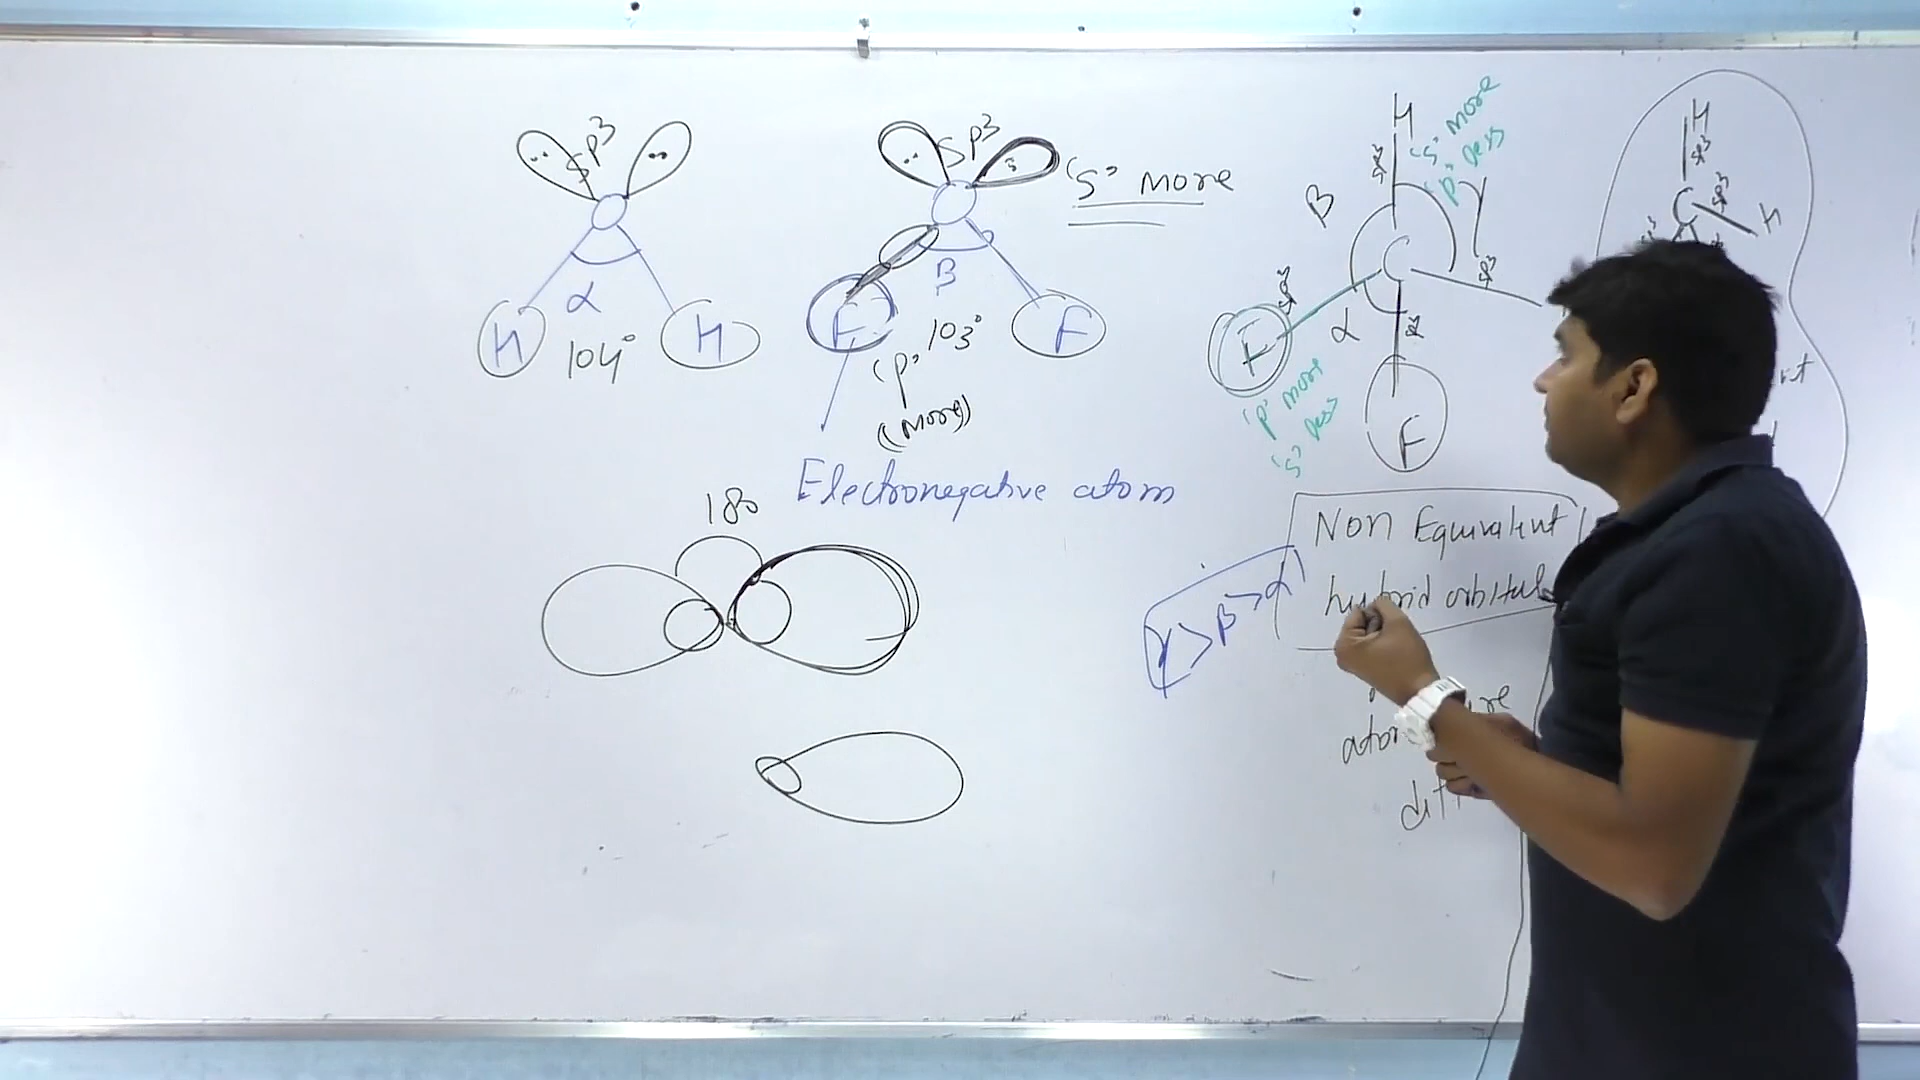 sp3
H
H
α
104°
sp3
's' more
F
F
β
103°
'p'
(more)
Electronegative atom
180
H
sp3
's' more
'p' less
β
γ
C
sp3
sp3
F
α
sp3
'p' more
's' less
F
H
sp3
C
sp3
H
Non Equivalent
hybrid orbitals
γ > β > α